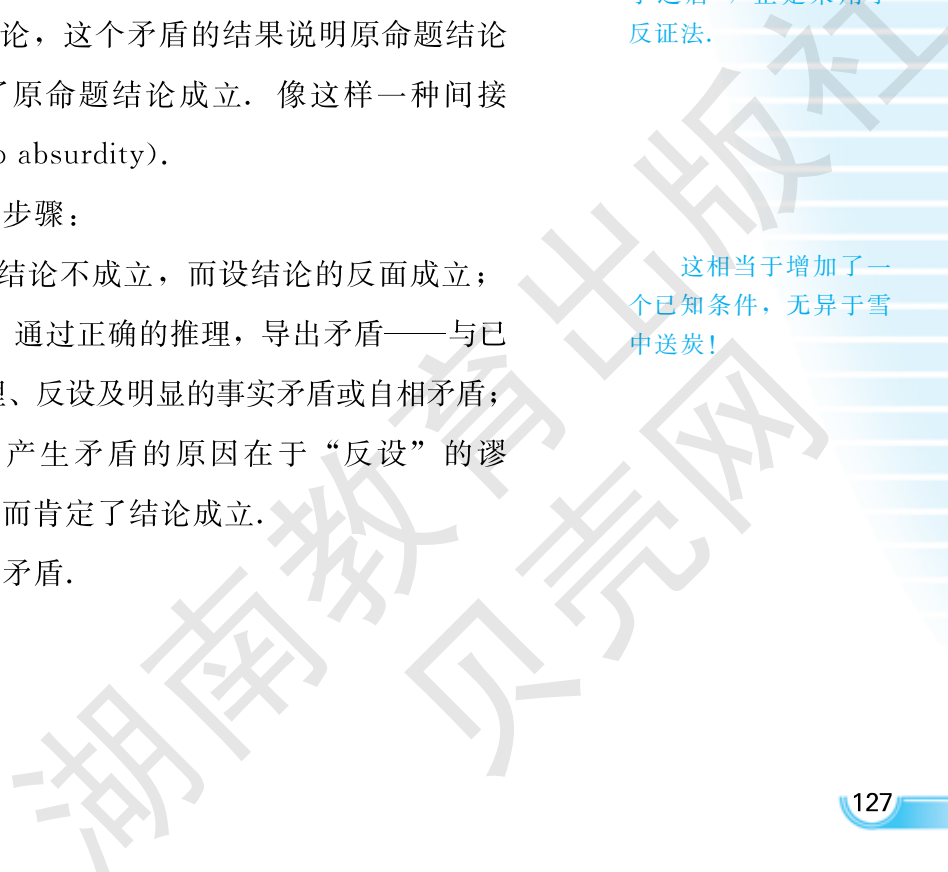 论，这个矛盾的结果说明原命题结论
了原命题结论成立．像这样一种间接
o absurdity)．
步骤：
结论不成立，而设结论的反面成立；
通过正确的推理，导出矛盾——与已
理、反设及明显的事实矛盾或自相矛盾；
产生矛盾的原因在于“反设”的谬
而肯定了结论成立．
矛盾．
反证法．
这相当于增加了一
个已知条件，无异于雪
中送炭！
127
湖南教育出版社
贝壳网